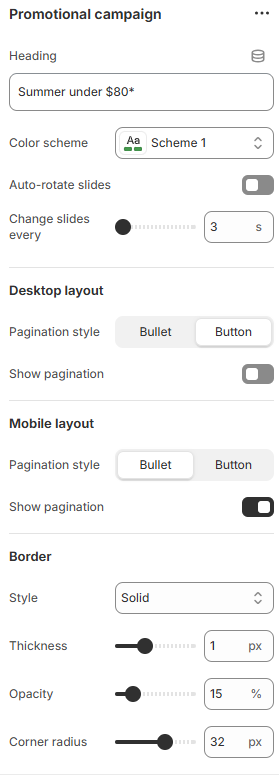 Promotional campaign
Heading
Summer under $80*
Color scheme
Aa
Scheme 1
Auto-rotate slides
Change slides
every
3 s
Desktop layout
Pagination style
Bullet
Button
Show pagination
Mobile layout
Pagination style
Bullet
Button
Show pagination
Border
Style
Solid
Thickness
1 px
Opacity
15 %
Corner radius
32 px